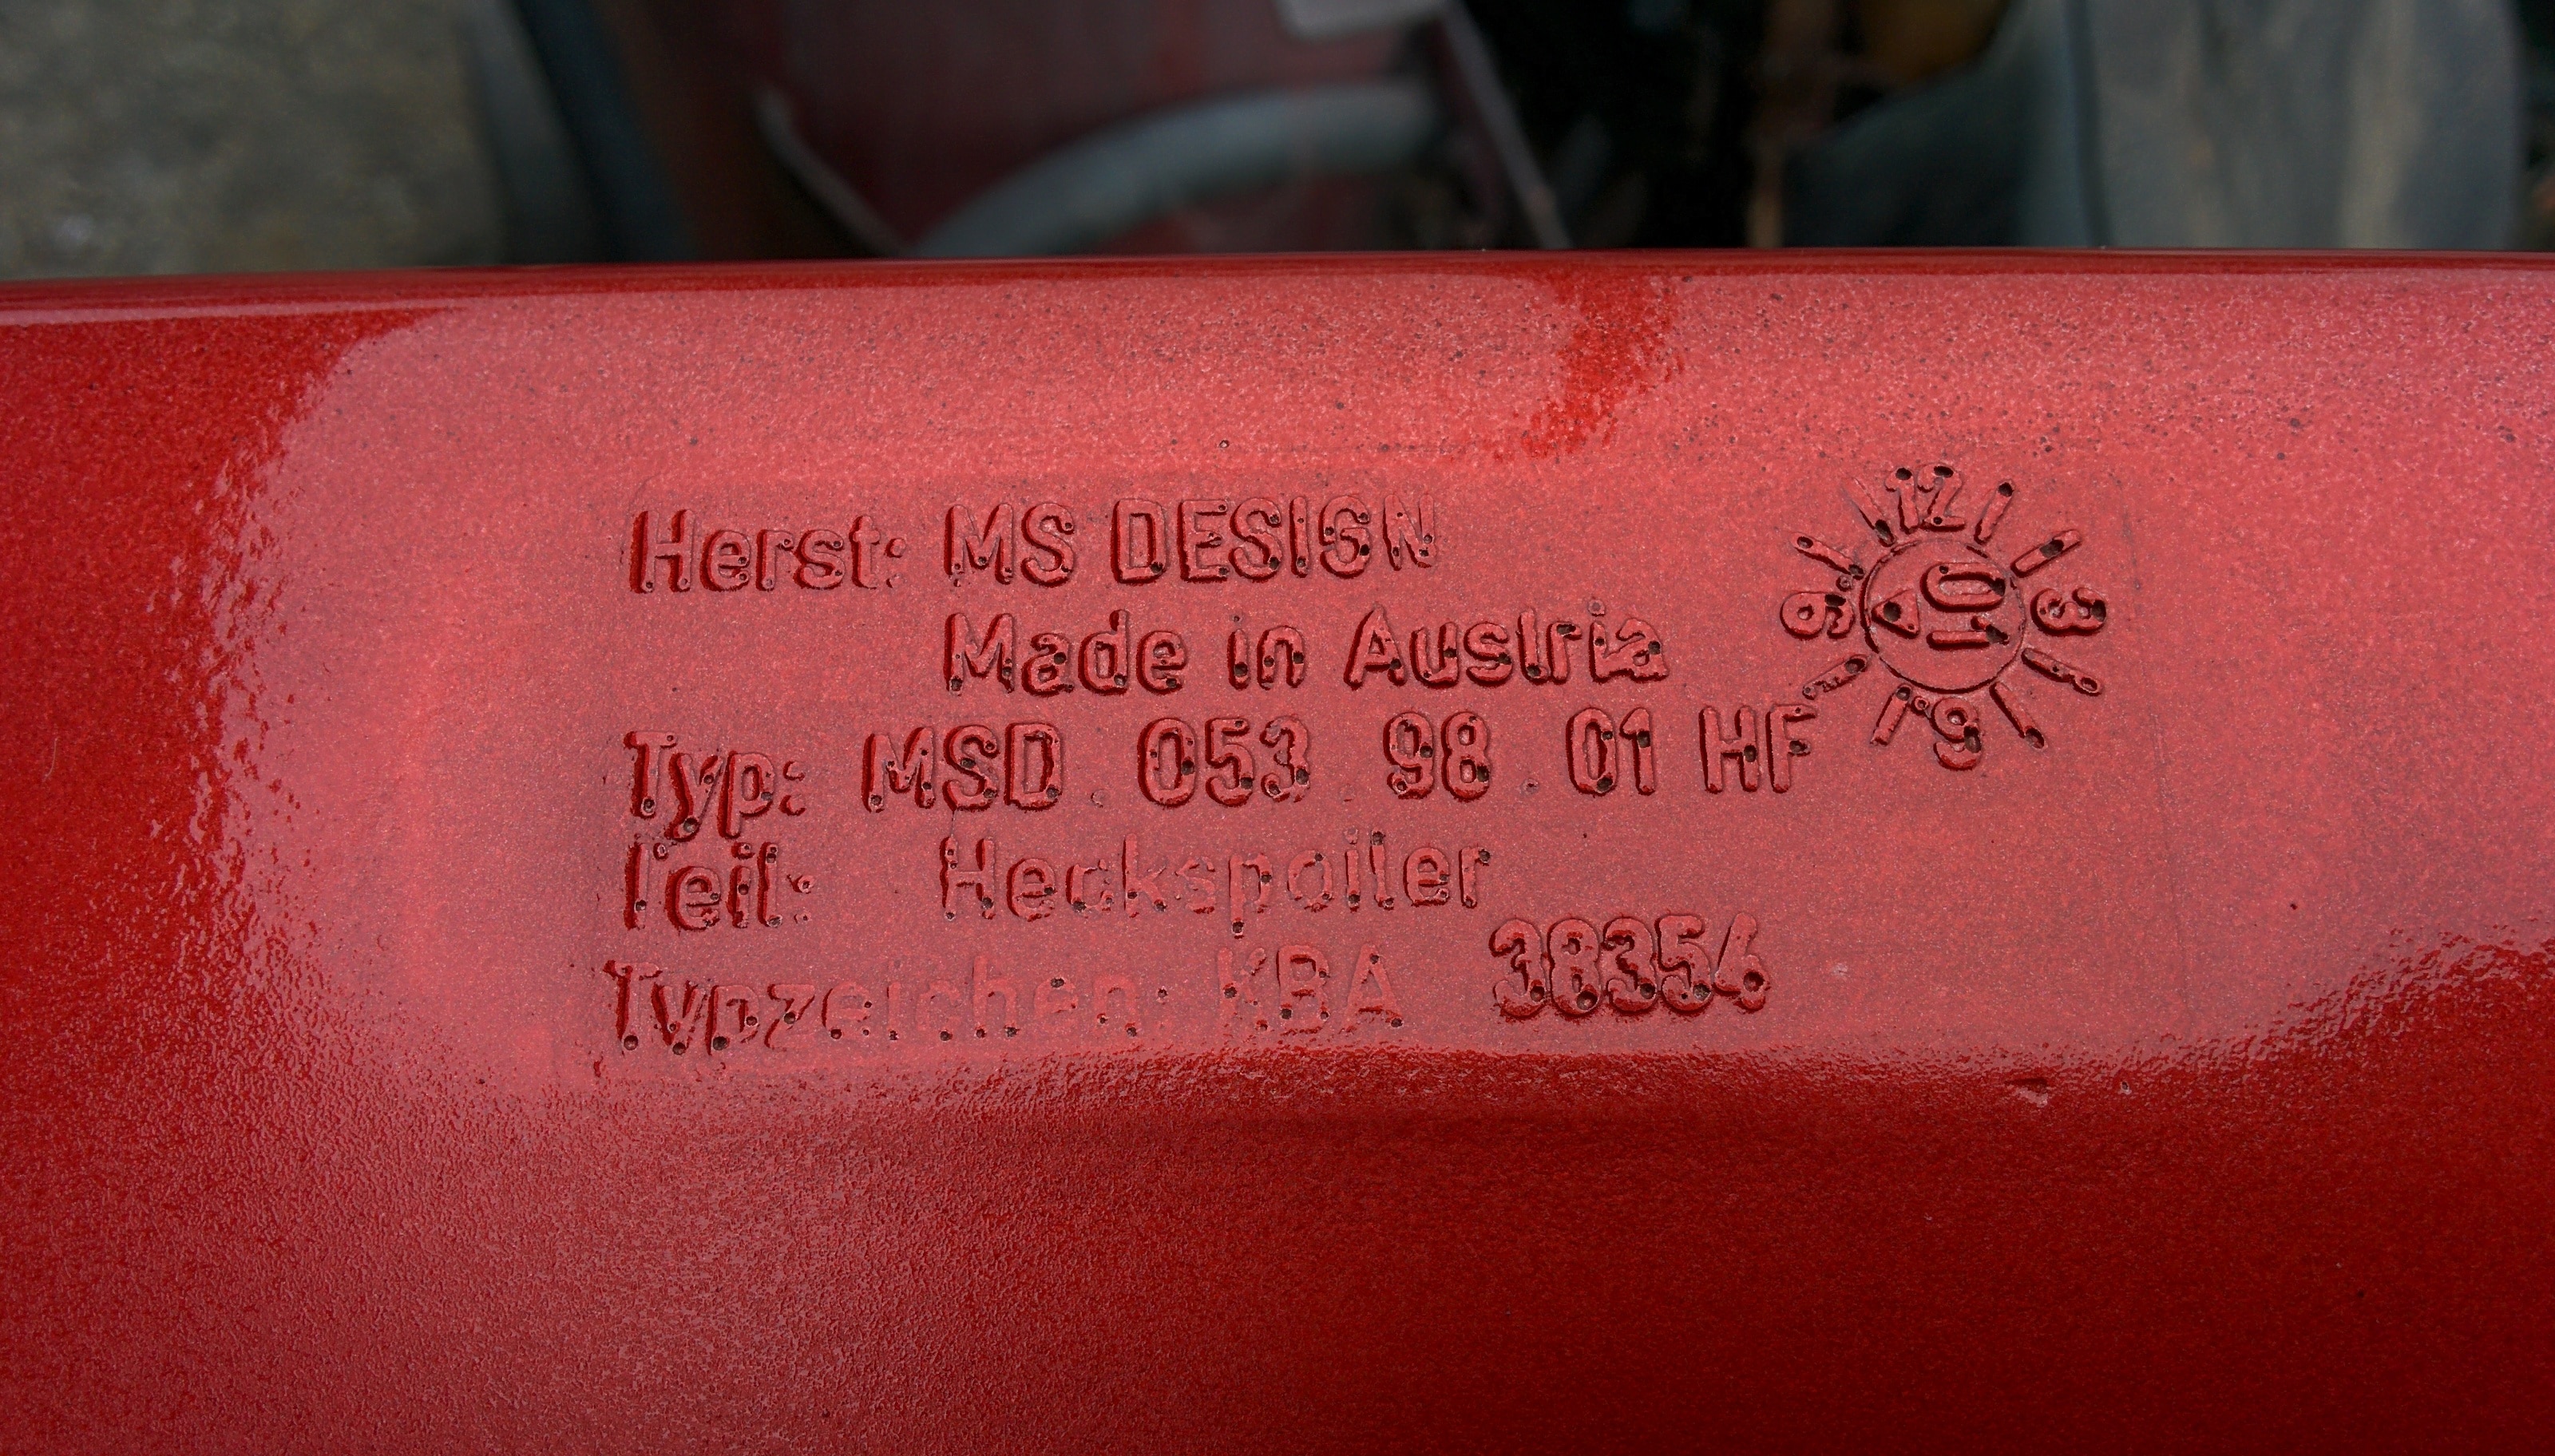 Herst: MS DESIGN
Made in Austria
Typ: MSD 053 98 01 HF
Teil: Heckspoiler
Typzeichen: KBA 38354
12
9 3
6